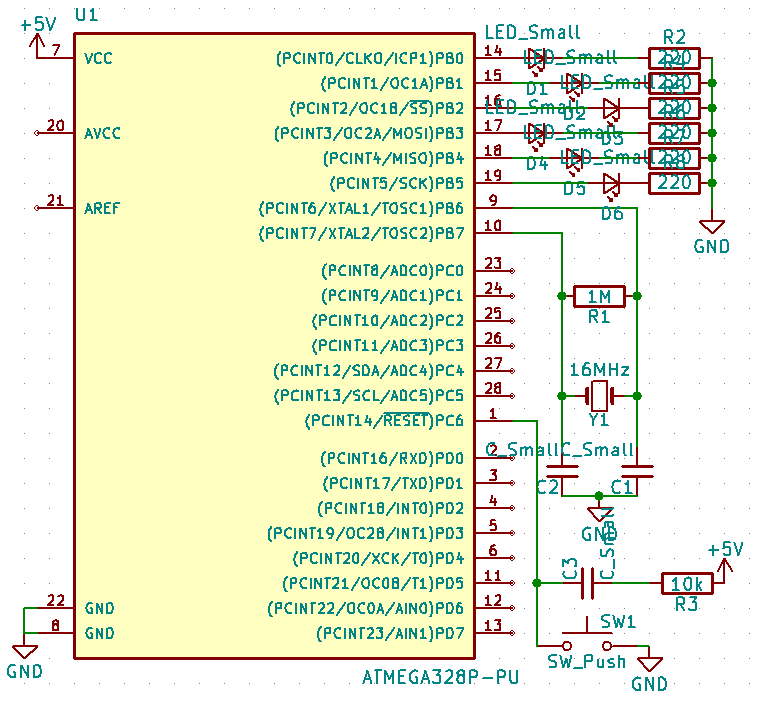 U1
+5V
7 VCC
20 AVCC
21 AREF
22 GND
8 GND
GND
(PCINT0/CLKO/ICP1)PB0 14
(PCINT1/OC1A)PB1 15
(PCINT2/OC1B/SS)PB2 16
(PCINT3/OC2A/MOSI)PB3 17
(PCINT4/MISO)PB4 18
(PCINT5/SCK)PB5 19
(PCINT6/XTAL1/TOSC1)PB6 9
(PCINT7/XTAL2/TOSC2)PB7 10
(PCINT8/ADC0)PC0 23
(PCINT9/ADC1)PC1 24
(PCINT10/ADC2)PC2 25
(PCINT11/ADC3)PC3 26
(PCINT12/SDA/ADC4)PC4 27
(PCINT13/SCL/ADC5)PC5 28
(PCINT14/RESET)PC6 1
(PCINT16/RXD)PD0 2
(PCINT17/TXD)PD1 3
(PCINT18/INT0)PD2 4
(PCINT19/OC2B/INT1)PD3 5
(PCINT20/XCK/T0)PD4 6
(PCINT21/OC0B/T1)PD5 11
(PCINT22/OC0A/AIN0)PD6 12
(PCINT23/AIN1)PD7 13
ATMEGA328P-PU
LED_Small
LED_Small
LED_Small
LED_Small
LED_Small
LED_Small
D1
D2
D3
D4
D5
D6
R2
220
220
220
220
220
220
GND
1M
R1
16MHz
Y1
C_Small
C_Small
C2
C1
GND
C3
C_Small
+5V
10k
R3
SW1
SW_Push
GND